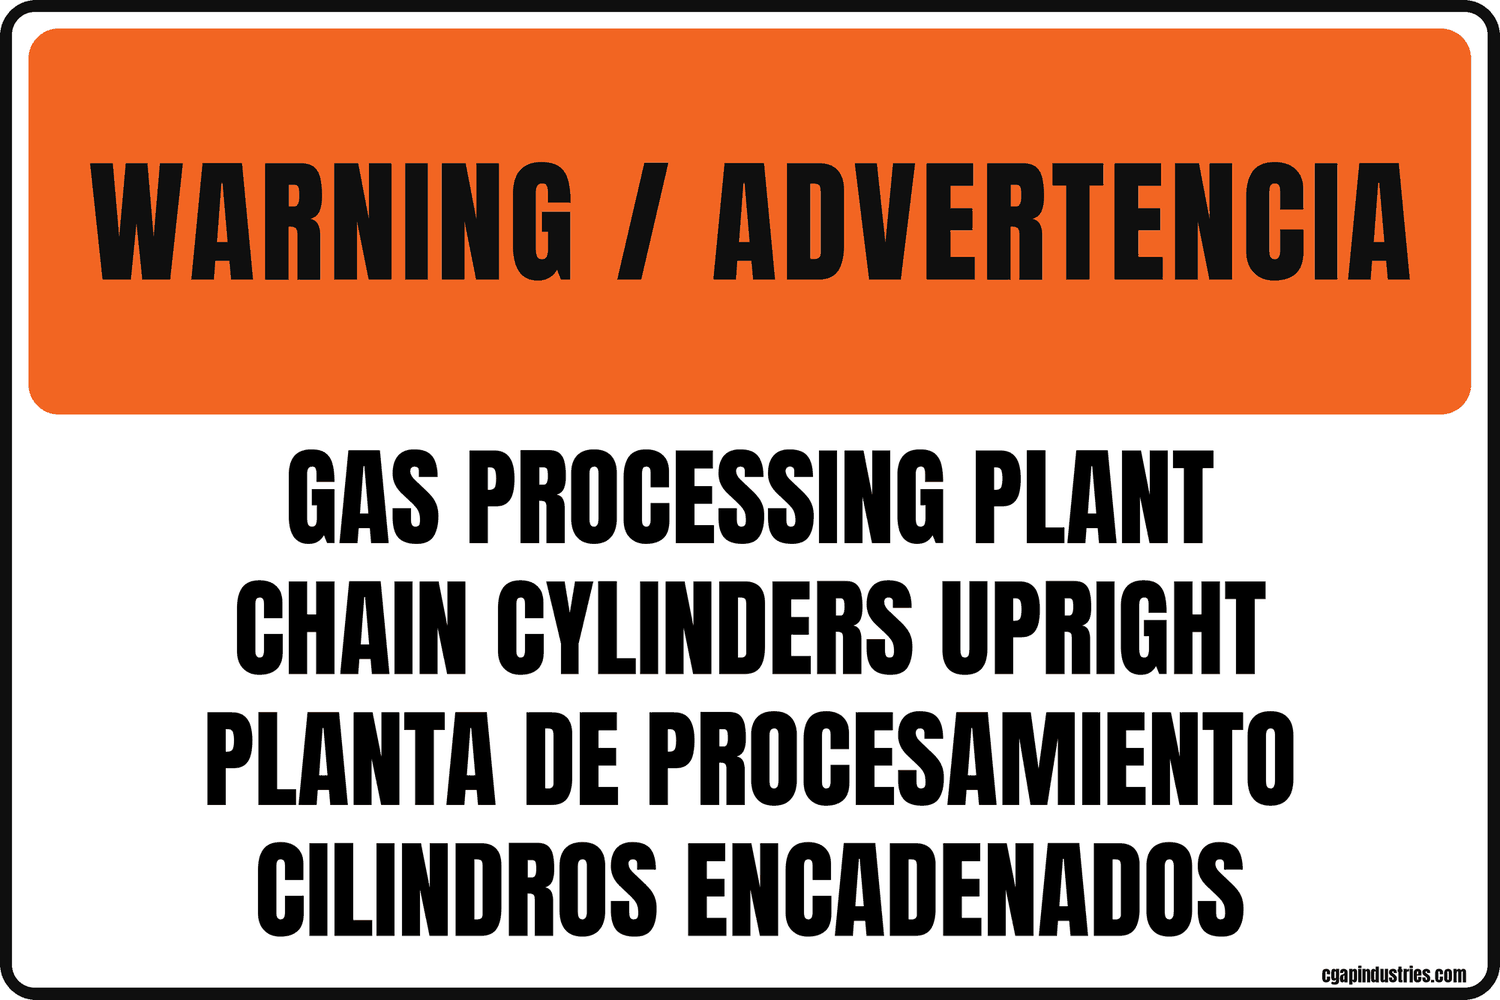 WARNING / ADVERTENCIA
GAS PROCESSING PLANT
CHAIN CYLINDERS UPRIGHT
PLANTA DE PROCESAMIENTO
CILINDROS ENCADENADOS
cgapindustries.com